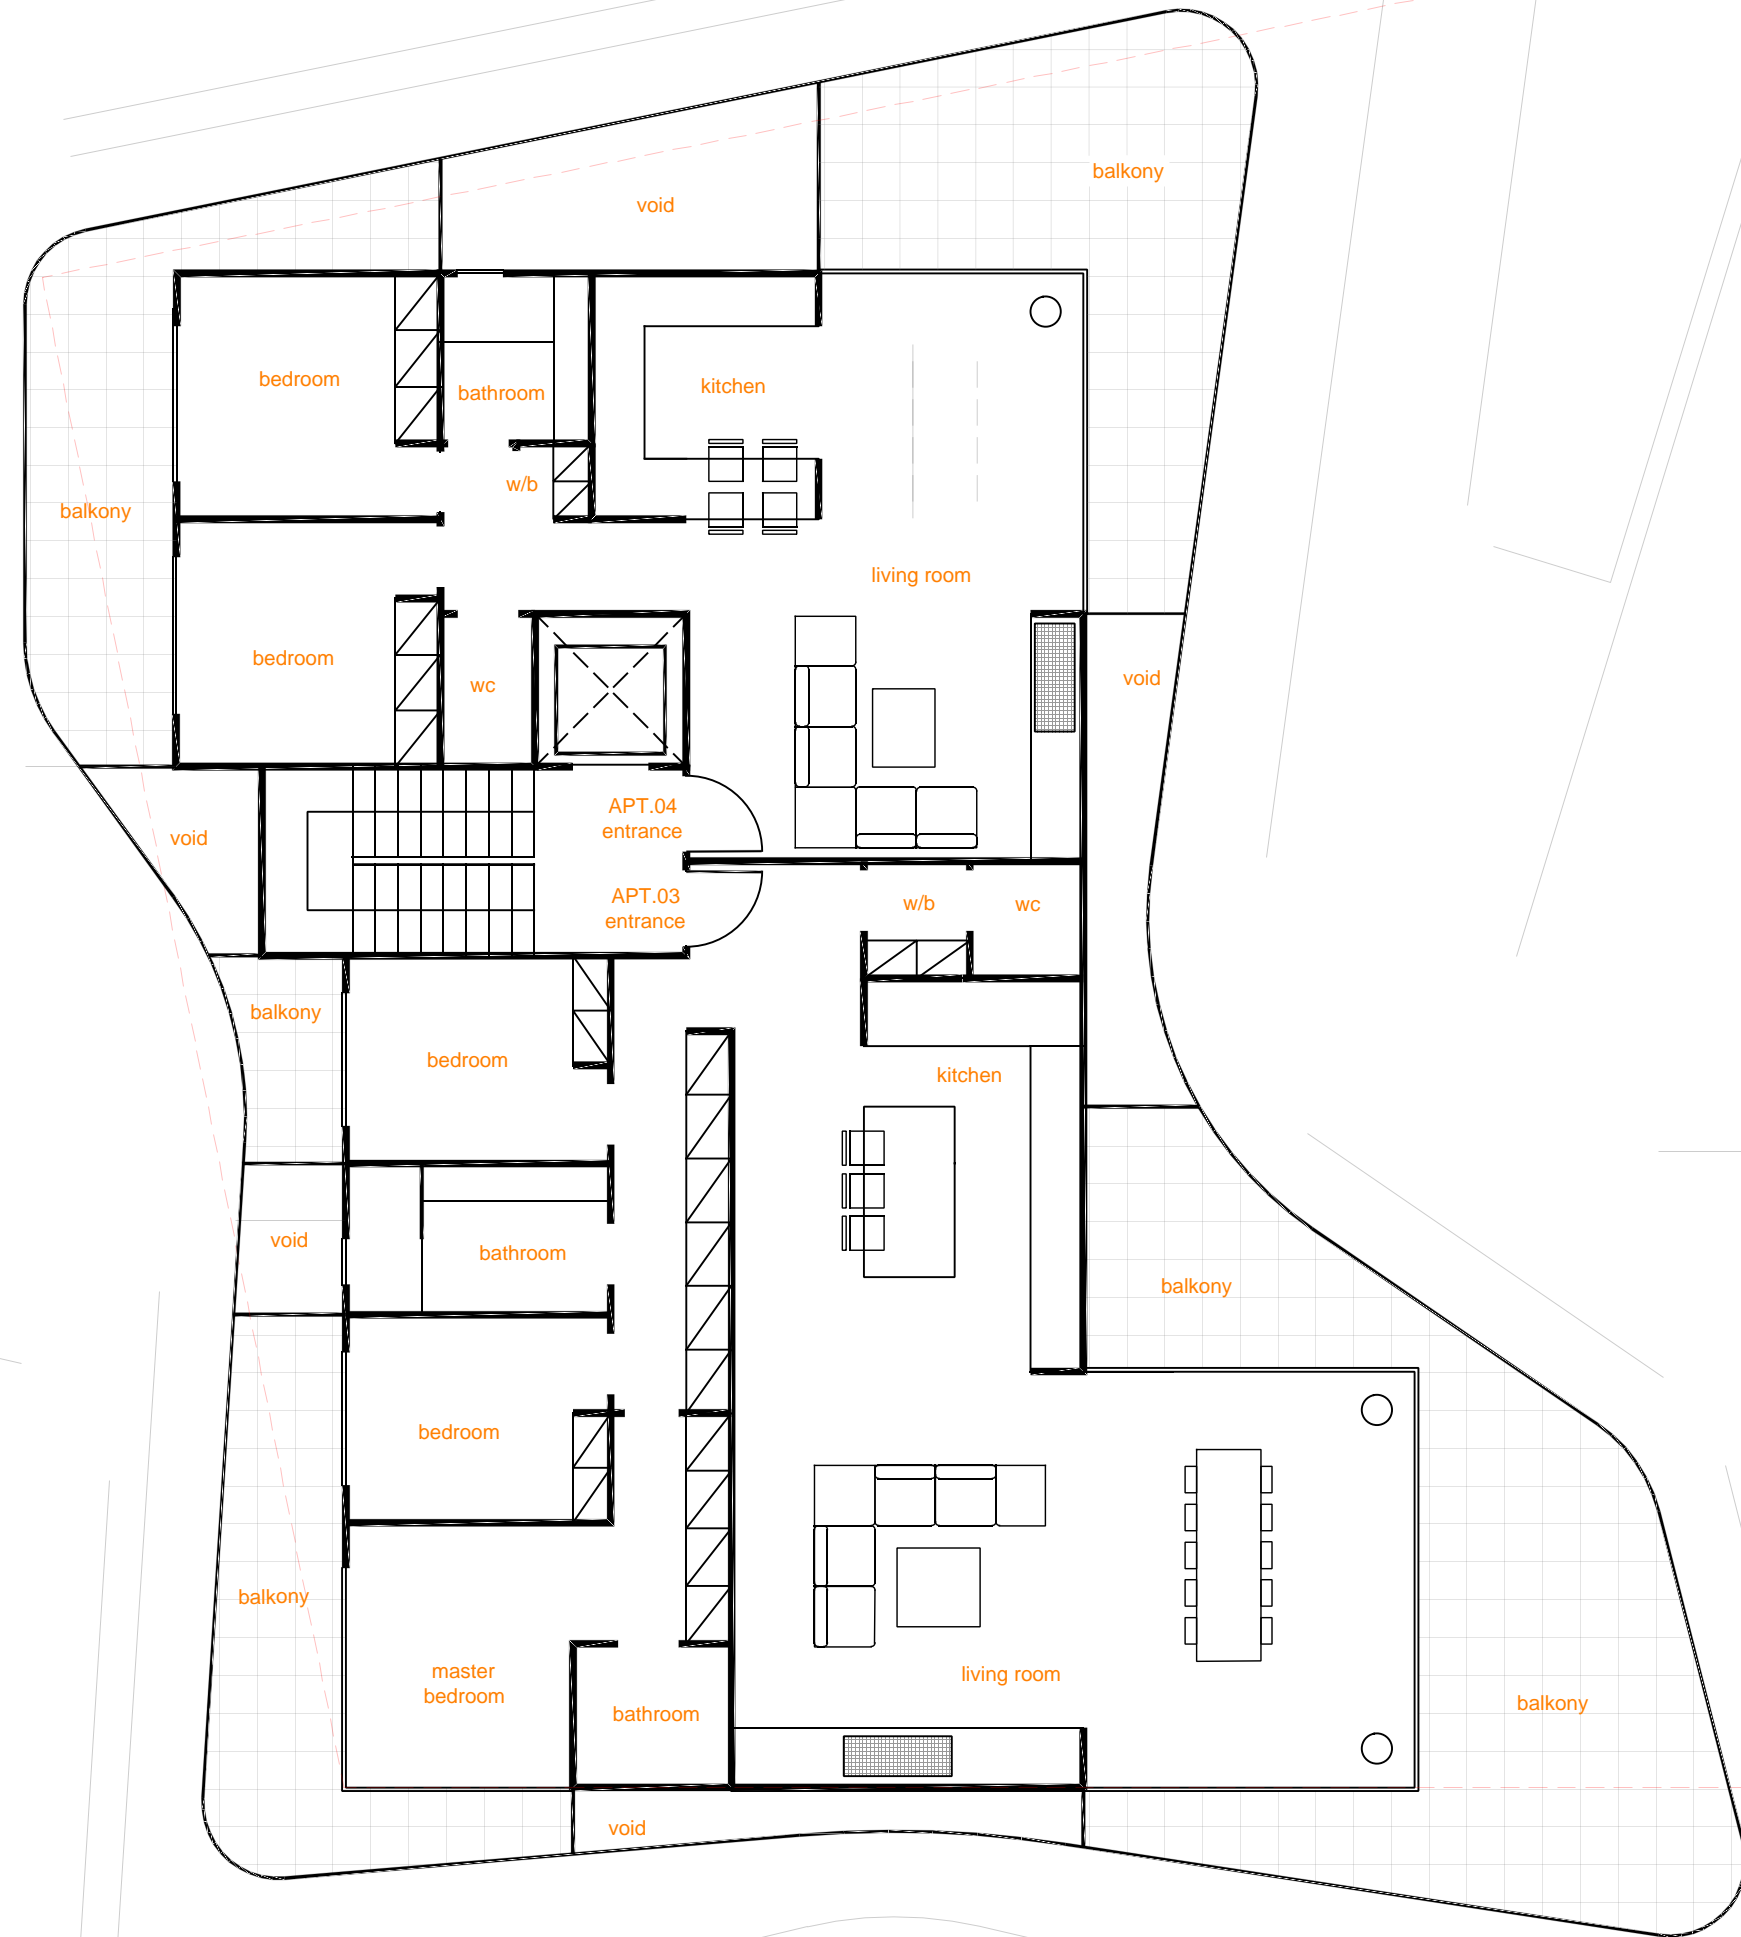 balkony
void
bedroom
bathroom
kitchen
w/b
balkony
living room
bedroom
wc
void
APT.04
entrance
void
APT.03
entrance
w/b
wc
balkony
bedroom
kitchen
void
bathroom
balkony
bedroom
balkony
master
bedroom
living room
bathroom
balkony
void